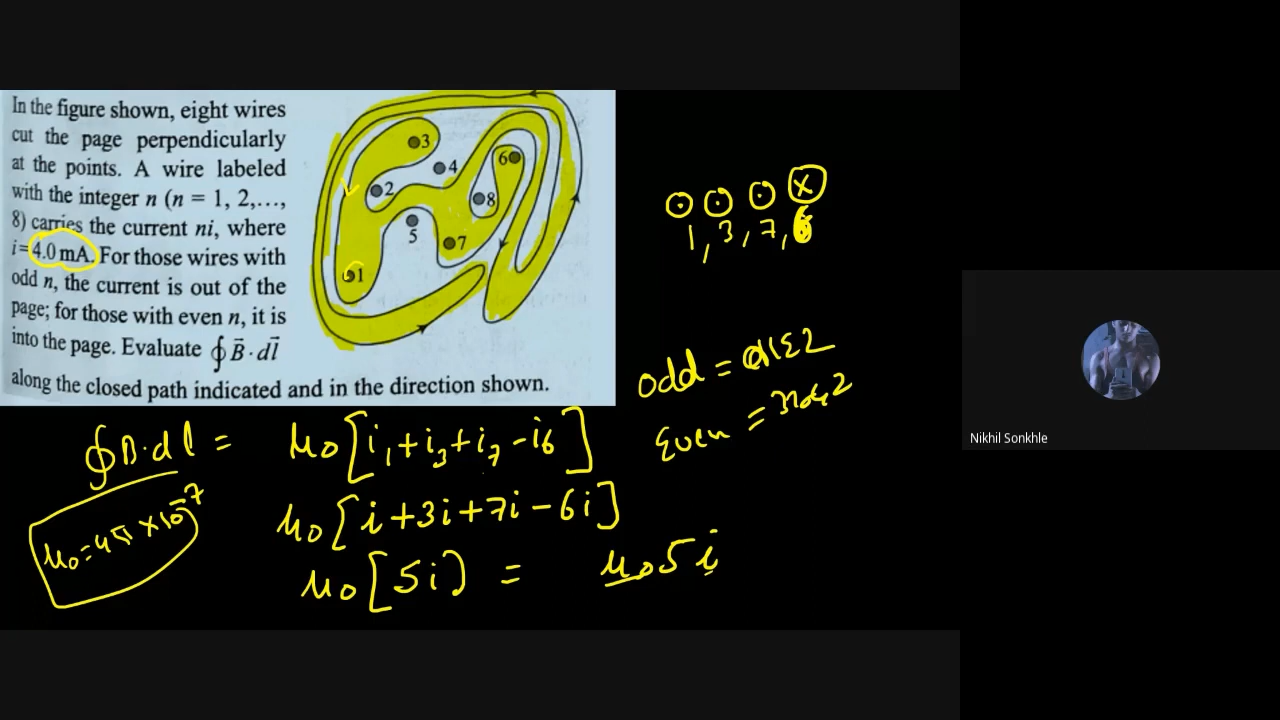 In the figure shown, eight wires
cut the page perpendicularly
at the points. A wire labeled
with the integer n (n = 1, 2,...,
8) carries the current ni, where
i=4.0 mA. For those wires with
odd n, the current is out of the
page; for those with even n, it is
into the page. Evaluate ∮B⃗·dl⃗
along the closed path indicated and in the direction shown.
3
4
6
2
8
5
7
1
⊙ ⊙ ⊙ ⊗
1, 3, 7, 6
odd =
Even =
∮B·dl = μ0[i1+i3+i7-i6]
μ0=4π×10^-7
μ0[i+3i+7i-6i]
μ0[5i) = μ05i
Nikhil Sonkhle